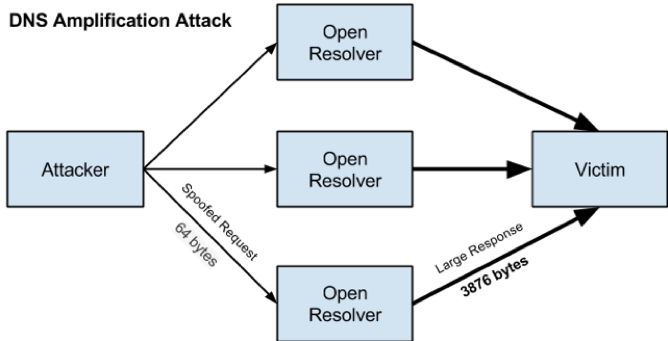 DNS Amplification Attack
Open
Resolver
Attacker
Open
Resolver
Victim
Spoofed Request
64 bytes
Large Response
3876 bytes
Open
Resolver